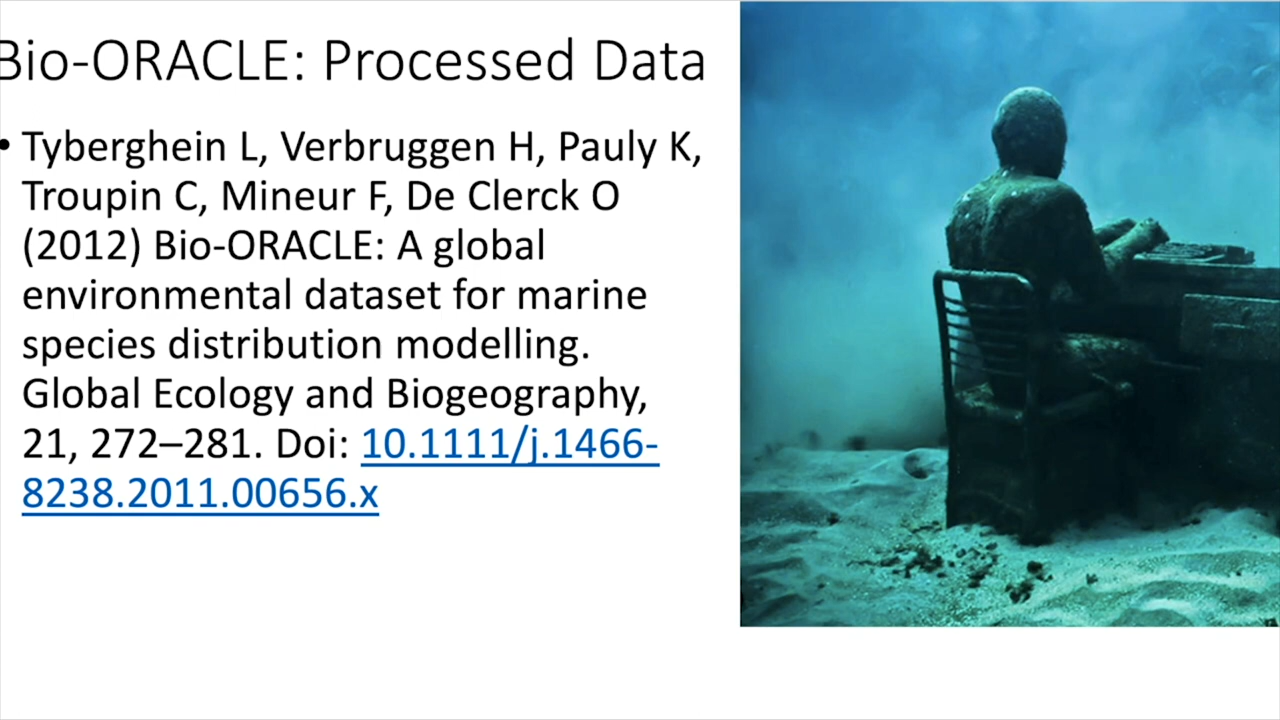 Bio-ORACLE: Processed Data
• Tyberghein L, Verbruggen H, Pauly K,
Troupin C, Mineur F, De Clerck O
(2012) Bio-ORACLE: A global
environmental dataset for marine
species distribution modelling.
Global Ecology and Biogeography,
21, 272–281. Doi: 10.1111/j.1466-
8238.2011.00656.x